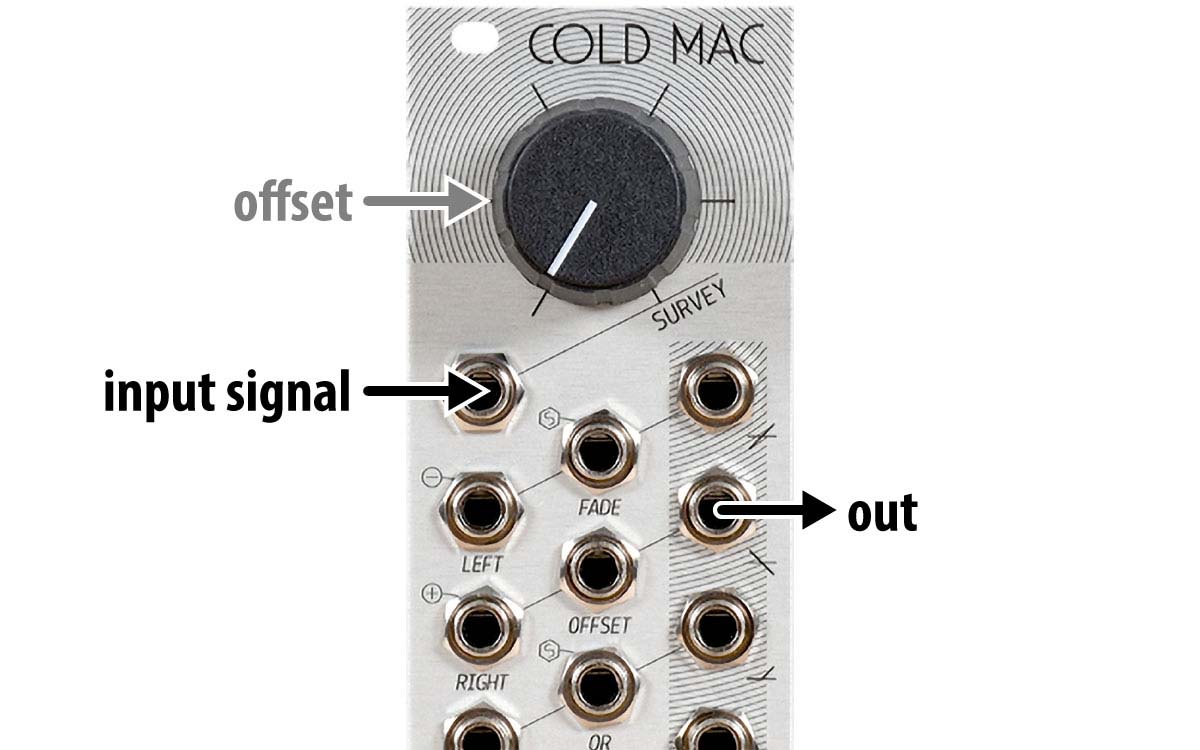 COLD MAC
offset
SURVEY
input signal
S
FADE
−
out
LEFT
OFFSET
+
S
RIGHT
OR